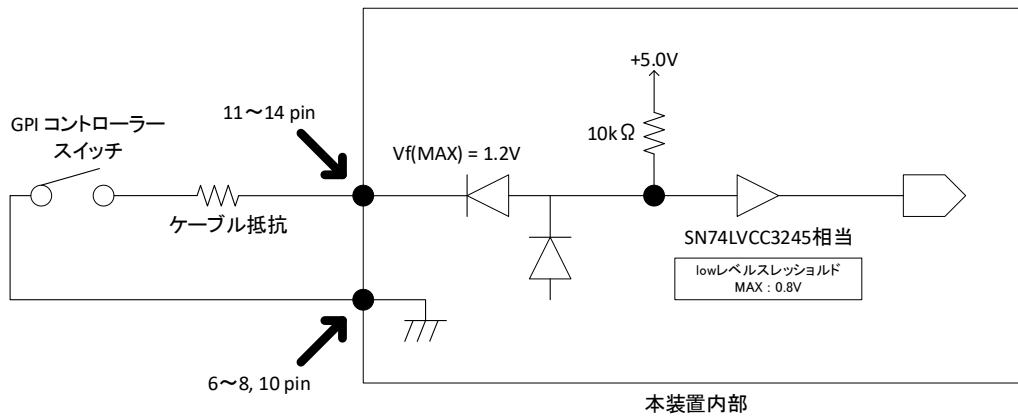 +5.0V
11～14 pin
GPI コントローラー
スイッチ
10kΩ
Vf(MAX) = 1.2V
ケーブル抵抗
SN74LVCC3245相当
lowレベルスレッショルド
MAX : 0.8V
6～8, 10 pin
本装置内部